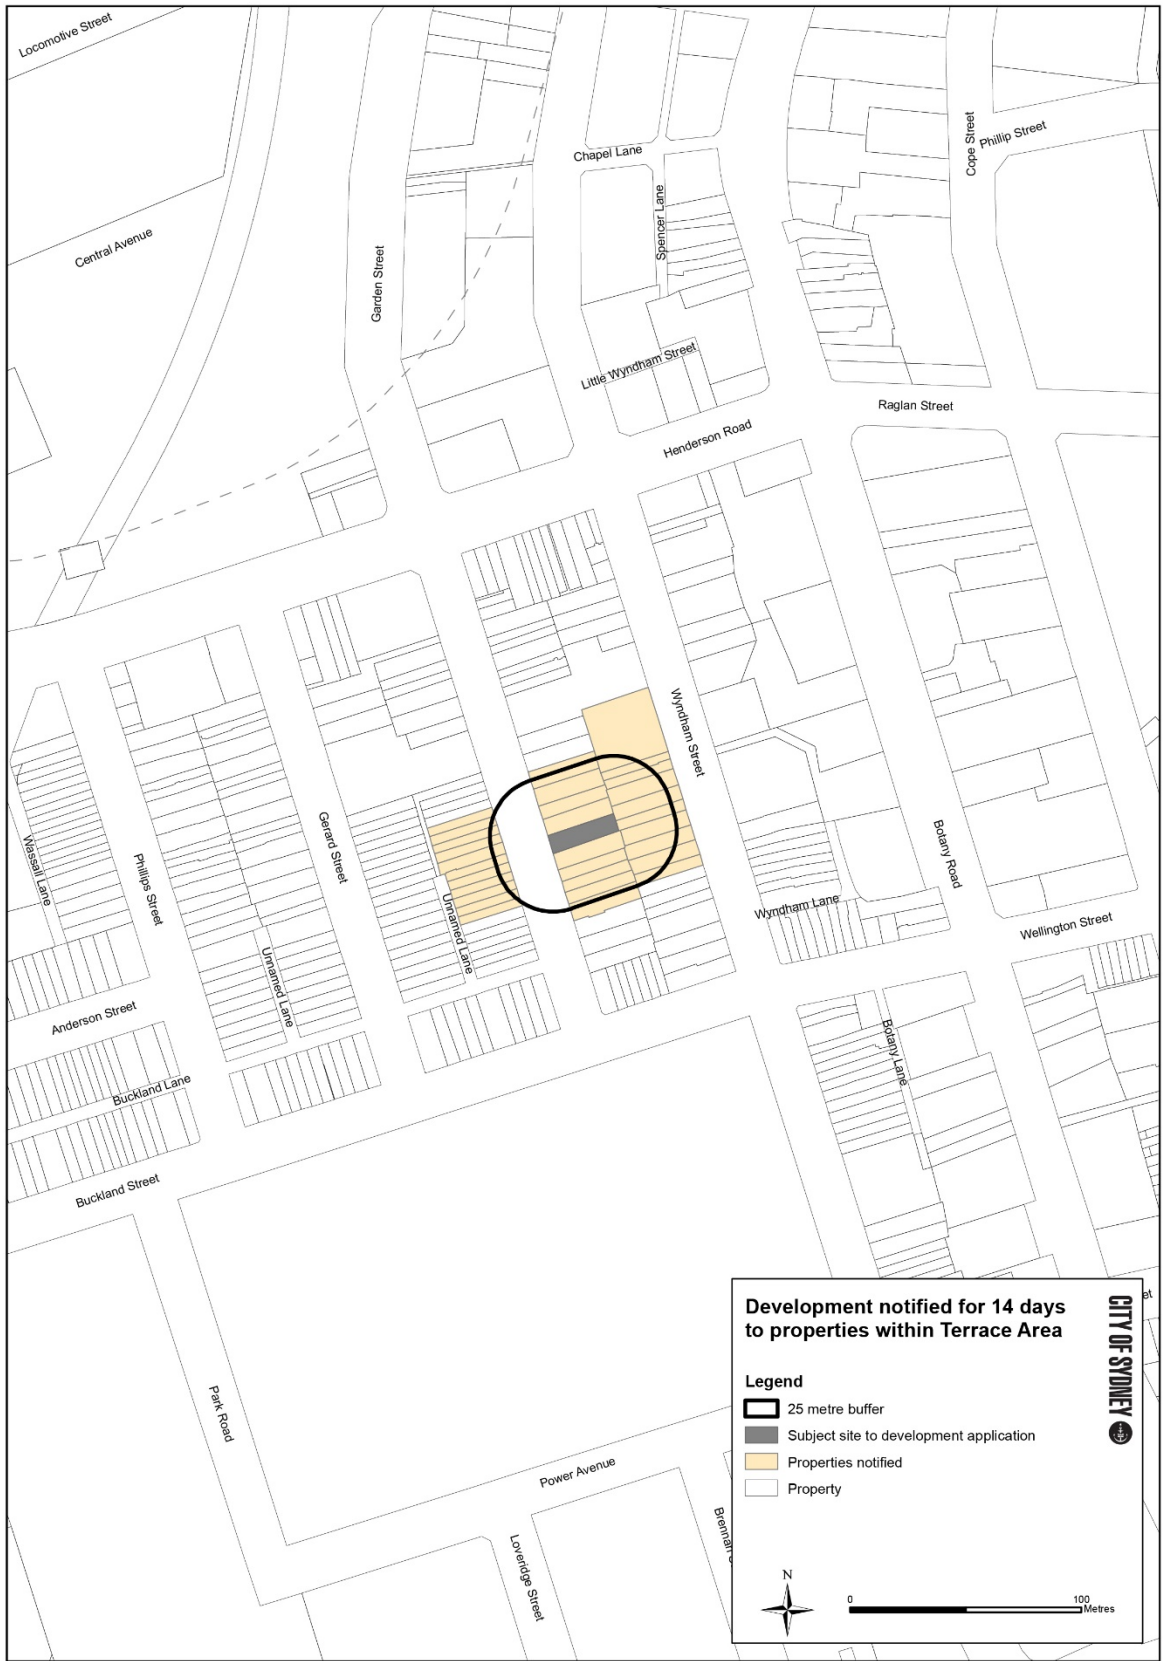 Locomotive Street
Central Avenue
Garden Street
Chapel Lane
Spencer Lane
Cope Street
Phillip Street
Little Wyndham Street
Henderson Road
Raglan Street
Wyndham Street
Botany Road
Wassall Lane
Phillips Street
Gerard Street
Unnamed Lane
Unnamed Lane
Wyndham Lane
Wellington Street
Anderson Street
Buckland Lane
Botany Lane
Buckland Street
Park Road
Power Avenue
Loveridge Street
Brennan
et
Development notified for 14 days
to properties within Terrace Area
CITY OF SYDNEY
Legend
25 metre buffer
Subject site to development application
Properties notified
Property
N
0 100
Metres